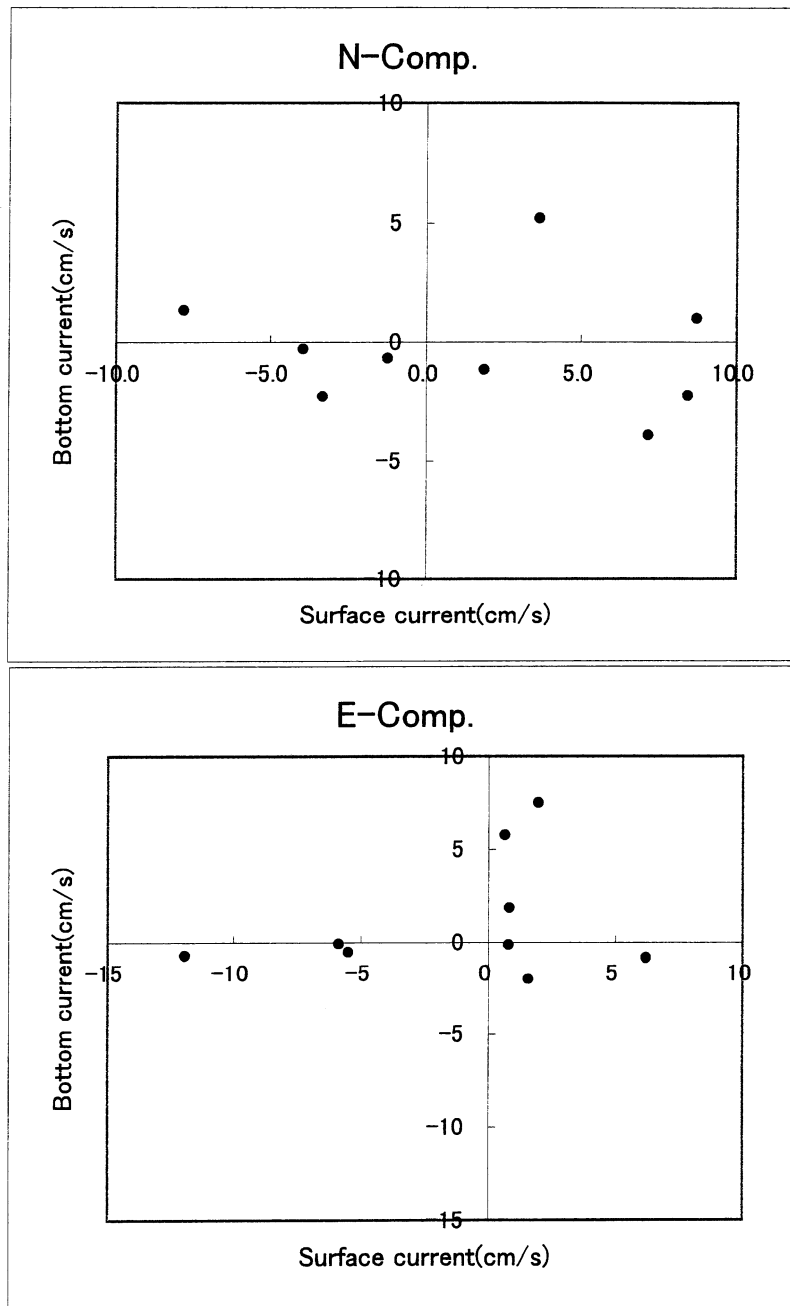 N-Comp.
10
5
0
-10.0 -5.0 0.0 5.0 10.0
-5
-10
Bottom current(cm/s)
Surface current(cm/s)
E-Comp.
10
5
0
-15 -10 -5 0 5 10
-5
-10
-15
Bottom current(cm/s)
Surface current(cm/s)